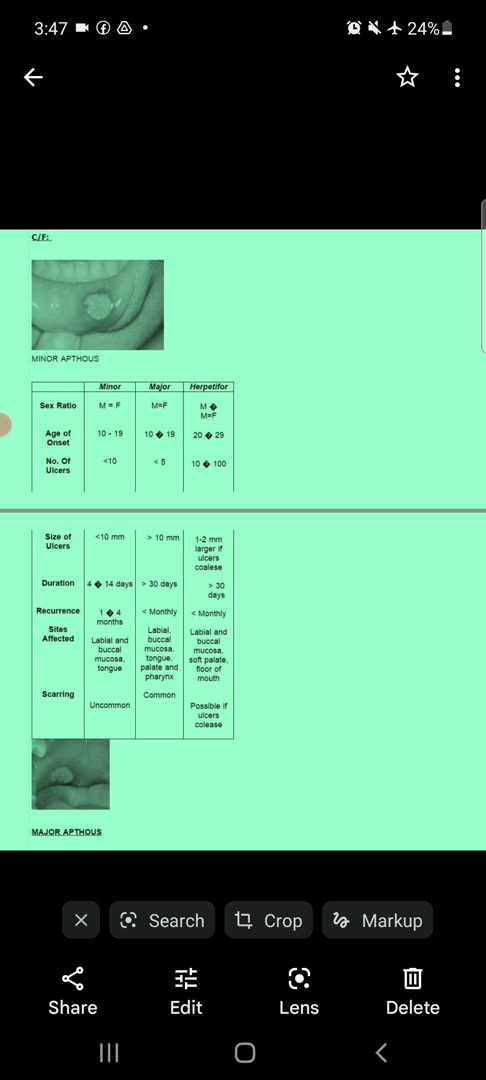 3:47
24%
C/F:
MINOR APTHOUS
Minor Major Herpetifor
Sex Ratio M = F M=F M � M=F
Age of Onset 10 - 19 10 � 19 20 � 29
No. Of Ulcers <10 < 5 10 � 100
Size of Ulcers <10 mm > 10 mm 1-2 mm larger if ulcers coalese
Duration 4 � 14 days > 30 days > 30 days
Recurrence 1 � 4 months < Monthly < Monthly
Sites Affected Labial and buccal mucosa, tongue Labial, buccal mucosa, tongue, palate and pharynx Labial and buccal mucosa, soft palate, floor of mouth
Scarring Uncommon Common Possible if ulcers colease
MAJOR APTHOUS
Search Crop Markup
Share Edit Lens Delete